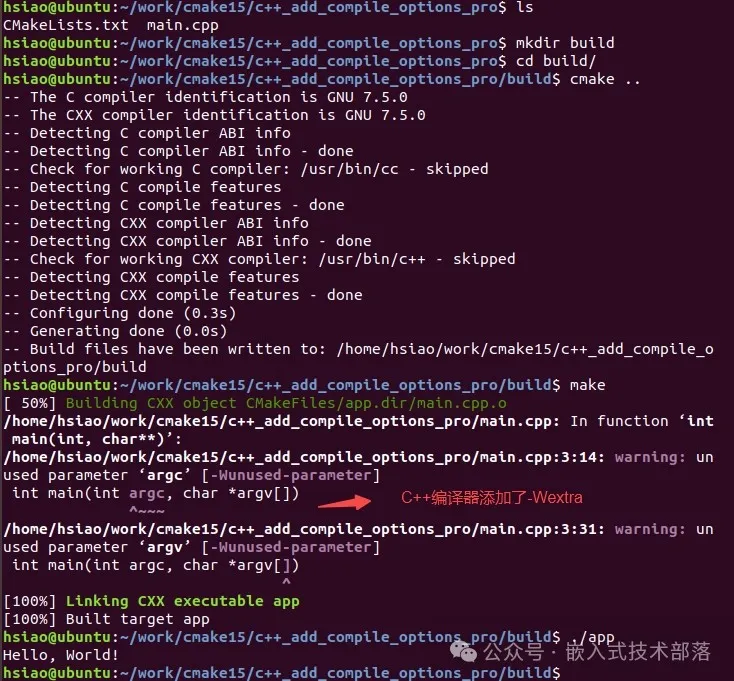 hsiao@ubuntu:~/work/cmake15/c++_add_compile_options_pro$ ls
CMakeLists.txt  main.cpp
hsiao@ubuntu:~/work/cmake15/c++_add_compile_options_pro$ mkdir build
hsiao@ubuntu:~/work/cmake15/c++_add_compile_options_pro$ cd build/
hsiao@ubuntu:~/work/cmake15/c++_add_compile_options_pro/build$ cmake ..
-- The C compiler identification is GNU 7.5.0
-- The CXX compiler identification is GNU 7.5.0
-- Detecting C compiler ABI info
-- Detecting C compiler ABI info - done
-- Check for working C compiler: /usr/bin/cc - skipped
-- Detecting C compile features
-- Detecting C compile features - done
-- Detecting CXX compiler ABI info
-- Detecting CXX compiler ABI info - done
-- Check for working CXX compiler: /usr/bin/c++ - skipped
-- Detecting CXX compile features
-- Detecting CXX compile features - done
-- Configuring done (0.3s)
-- Generating done (0.0s)
-- Build files have been written to: /home/hsiao/work/cmake15/c++_add_compile_o
ptions_pro/build
hsiao@ubuntu:~/work/cmake15/c++_add_compile_options_pro/build$ make
[ 50%] Building CXX object CMakeFiles/app.dir/main.cpp.o
/home/hsiao/work/cmake15/c++_add_compile_options_pro/main.cpp: In function ‘int
 main(int, char**)’:
/home/hsiao/work/cmake15/c++_add_compile_options_pro/main.cpp:3:14: warning: un
used parameter ‘argc’ [-Wunused-parameter]
 int main(int argc, char *argv[])
              ^~~~
C++编译器添加了-Wextra
/home/hsiao/work/cmake15/c++_add_compile_options_pro/main.cpp:3:31: warning: un
used parameter ‘argv’ [-Wunused-parameter]
 int main(int argc, char *argv[])
                               ^
[100%] Linking CXX executable app
[100%] Built target app
hsiao@ubuntu:~/work/cmake15/c++_add_compile_options_pro/build$ ./app
Hello, World!
公众号 · 嵌入式技术部落
hsiao@ubuntu:~/work/cmake15/c++_add_compile_options_pro/build$